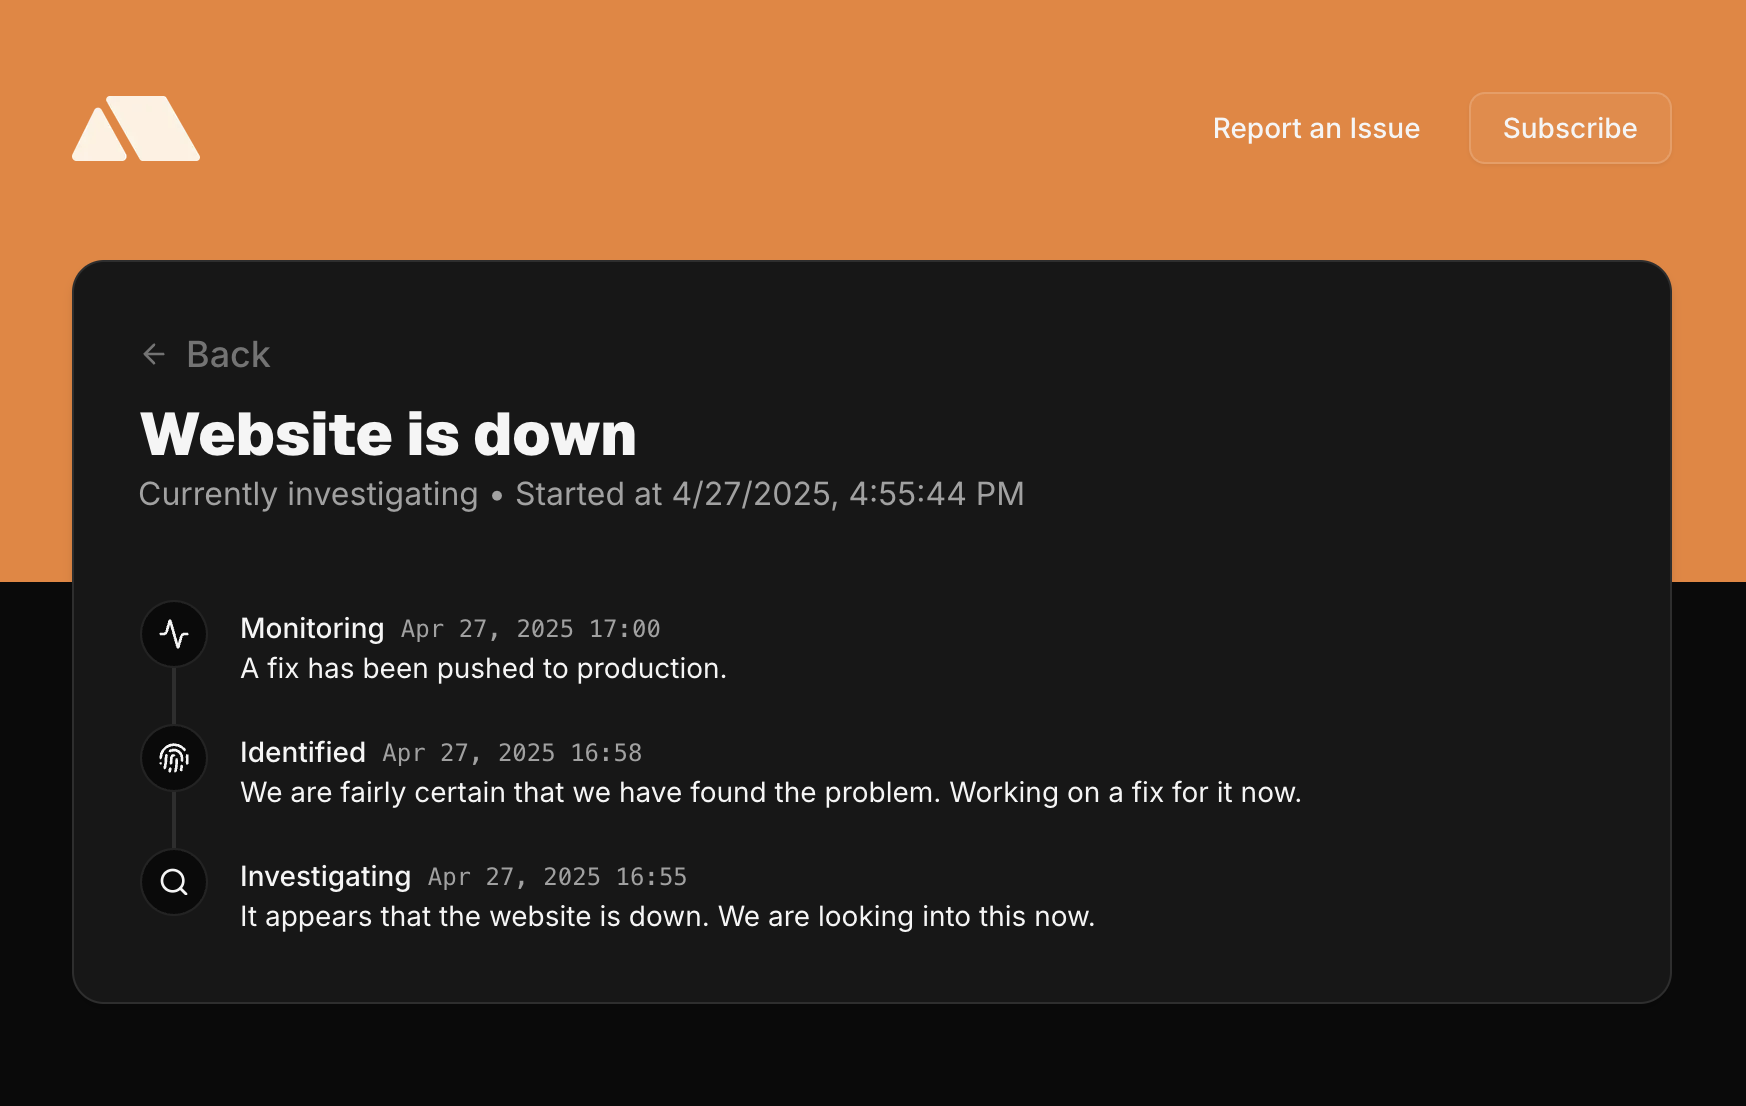 Report an Issue
Subscribe
Back
Website is down
Currently investigating • Started at 4/27/2025, 4:55:44 PM
Monitoring Apr 27, 2025 17:00
A fix has been pushed to production.
Identified Apr 27, 2025 16:58
We are fairly certain that we have found the problem. Working on a fix for it now.
Investigating Apr 27, 2025 16:55
It appears that the website is down. We are looking into this now.